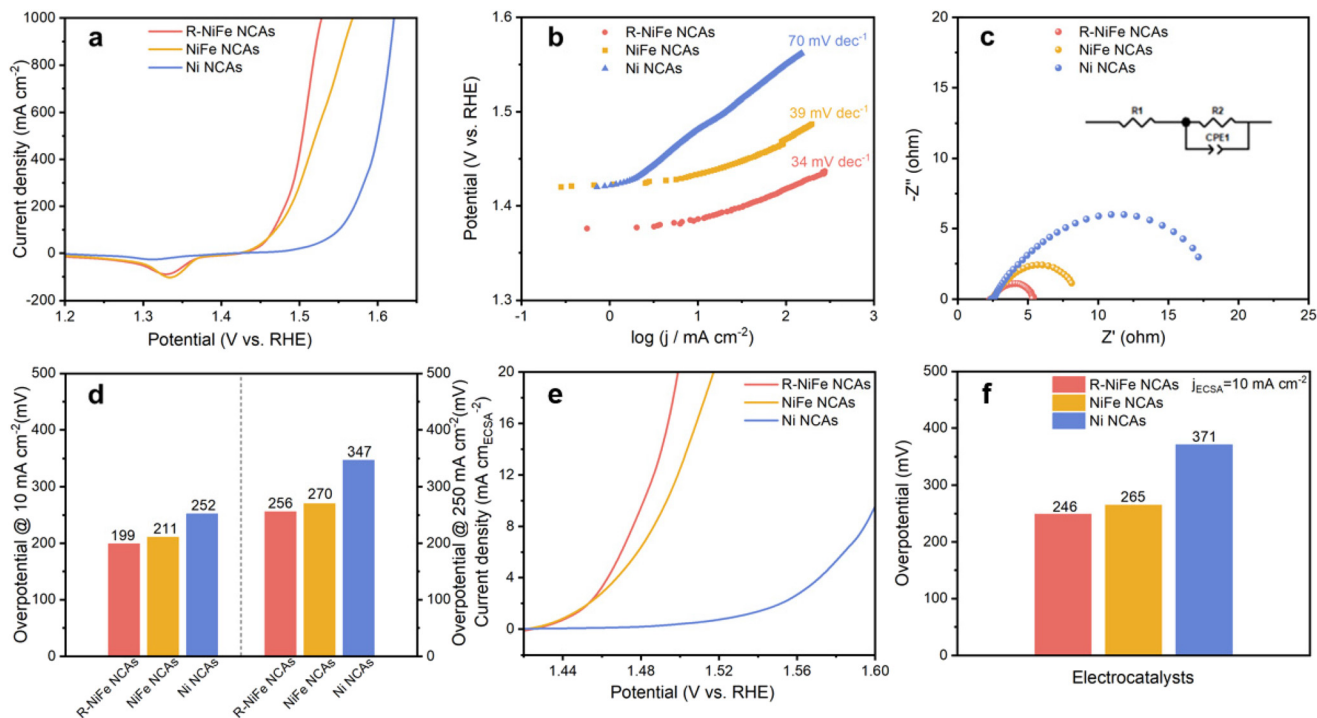 a
R-NiFe NCAs
NiFe NCAs
Ni NCAs
1000
800
600
400
200
0
-200
Current density (mA cm-2)
1.2
1.3
1.4
1.5
1.6
Potential (V vs. RHE)
b
R-NiFe NCAs
NiFe NCAs
Ni NCAs
70 mV dec-1
39 mV dec-1
34 mV dec-1
1.6
1.5
1.4
1.3
Potential (V vs. RHE)
-1
0
1
2
3
log (j / mA cm-2)
c
R-NiFe NCAs
NiFe NCAs
Ni NCAs
R1
R2
CPE1
-20
15
10
5
0
-Z" (ohm)
0
5
10
15
20
25
Z' (ohm)
d
500
400
300
200
100
0
Overpotential @ 10 mA cm-2(mV)
199
211
252
256
270
347
500
400
300
200
100
0
Overpotential @ 250 mA cm-2(mV)
R-NiFe NCAs
NiFe NCAs
Ni NCAs
R-NiFe NCAs
NiFe NCAs
Ni NCAs
e
R-NiFe NCAs
NiFe NCAs
Ni NCAs
20
16
12
8
4
0
Current density (mA cmECSA-2)
1.44
1.48
1.52
1.56
1.60
Potential (V vs. RHE)
f
R-NiFe NCAs
NiFe NCAs
Ni NCAs
jECSA=10 mA cm-2
500
400
300
200
100
0
Overpotential (mV)
246
265
371
Electrocatalysts